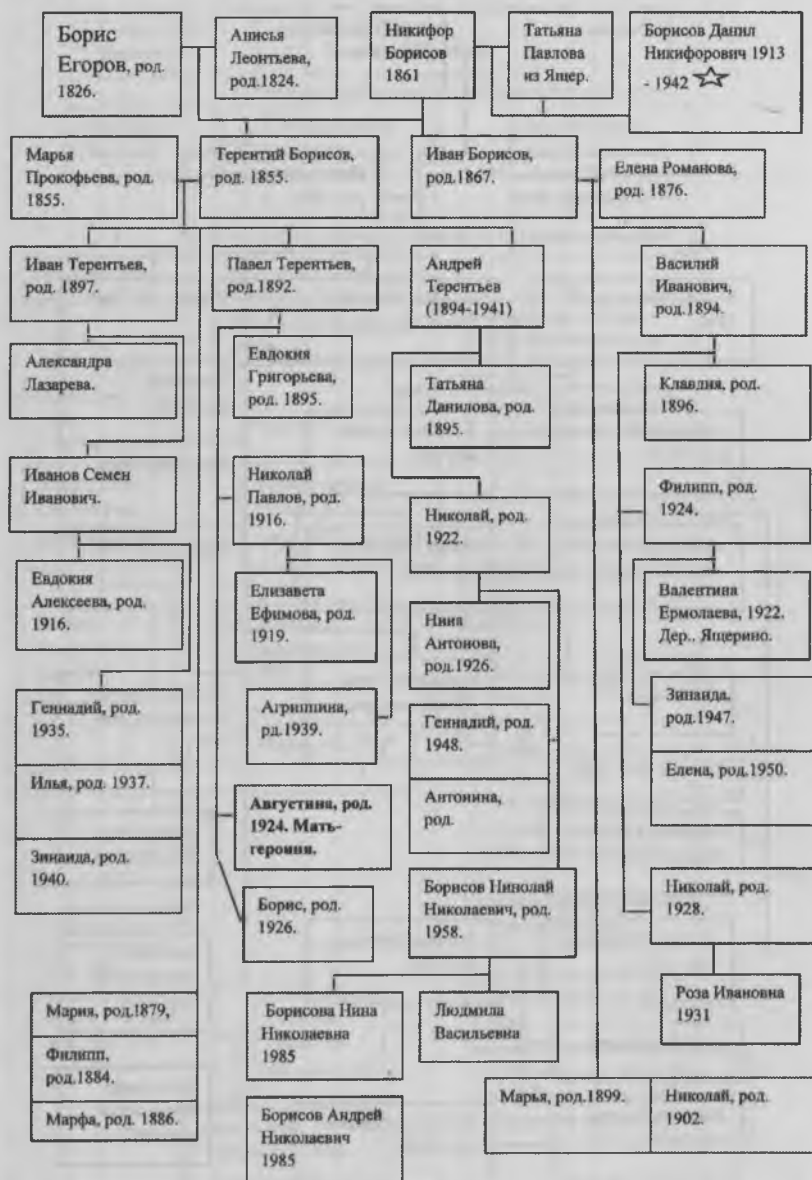 Борис
Егоров, род.
1826.
Анисья
Леонтьева,
род.1824.
Никифор
Борисов
1861
Татьяна
Павлова
из Ящер.
Борисов Данил
Никифорович 1913
- 1942
Марья
Прокофьева, род.
1855.
Терентий Борисов,
род. 1855.
Иван Борисов,
род.1867.
Елена Романова,
род. 1876.
Иван Терентьев,
род. 1897.
Павел Терентьев,
род.1892.
Андрей
Терентьев
(1894-1941)
Василий
Иванович,
род.1894.
Александра
Лазарева.
Евдокия
Григорьева,
род. 1895.
Татьяна
Данилова, род.
1895.
Клавдия, род.
1896.
Иванов Семен
Иванович.
Николай
Павлов, род.
1916.
Николай, род.
1922.
Филипп, род.
1924.
Евдокия
Алексеева, род.
1916.
Елизавета
Ефимова, род.
1919.
Нина
Антонова,
род.1926.
Валентина
Ермолаева, 1922.
Дер.. Ящерино.
Геннадий, род.
1935.
Илья, род. 1937.
Зинаида, род.
1940.
Агриппина,
рд.1939.
Геннадий, род.
1948.
Антонина,
род.
Зинаида,
род.1947.
Елена, род.1950.
Августина, род.
1924. Мать-
героиня.
Борис, род.
1926.
Борисов Нинолай
Николаевич, род.
1958.
Николай, род.
1928.
Роза Ивановна
1931
Мария, род.1879,
Филипп,
род.1884.
Марфа, род. 1886.
Борисова Нина
Николаевна
1985
Людмила
Васильевна
Борисов Андрей
Николаевич
1985
Марья, род.1899.
Николай, род.
1902.